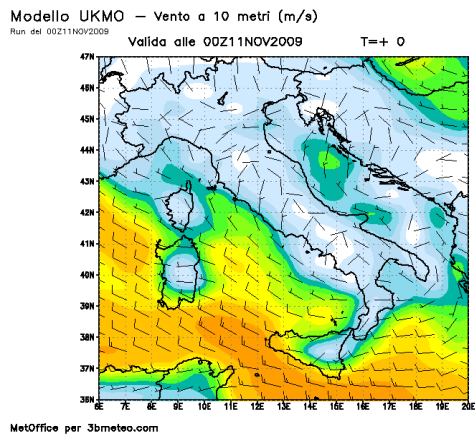 Modello UKMO – Vento a 10 metri (m/s)
Run del 00Z11NOV2009
Valida alle 00Z11NOV2009 T=+ 0
47N
46N
45N
44N
43N
42N
41N
40N
39N
38N
37N
36N
6E 7E 8E 9E 10E 11E 12E 13E 14E 15E 16E 17E 18E 19E 20E
MetOffice per 3bmeteo.com